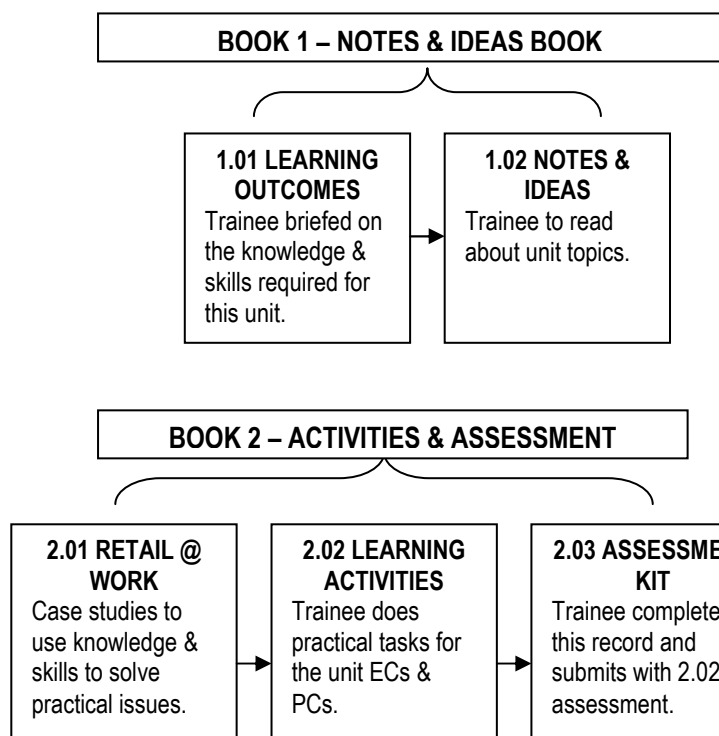 BOOK 1 – NOTES & IDEAS BOOK
1.01 LEARNING
OUTCOMES
Trainee briefed on
the knowledge &
skills required for
this unit.
1.02 NOTES &
IDEAS
Trainee to read
about unit topics.
BOOK 2 – ACTIVITIES & ASSESSMENT
2.01 RETAIL @
WORK
Case studies to
use knowledge &
skills to solve
practical issues.
2.02 LEARNING
ACTIVITIES
Trainee does
practical tasks for
the unit ECs &
PCs.
2.03 ASSESSME
KIT
Trainee complete
this record and
submits with 2.02
assessment.